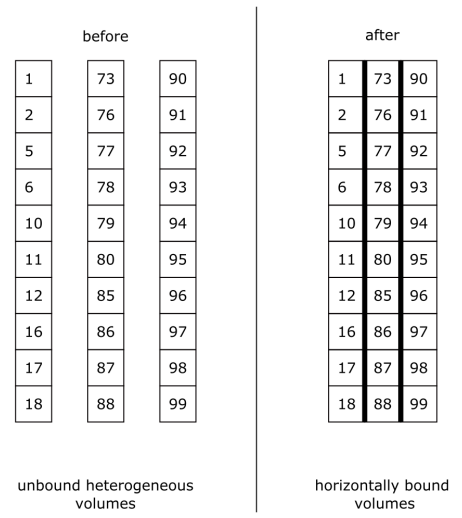 before
1 73 90
2 76 91
5 77 92
6 78 93
10 79 94
11 80 95
12 85 96
16 86 97
17 87 98
18 88 99
unbound heterogeneous
volumes
after
1 73 90
2 76 91
5 77 92
6 78 93
10 79 94
11 80 95
12 85 96
16 86 97
17 87 98
18 88 99
horizontally bound
volumes